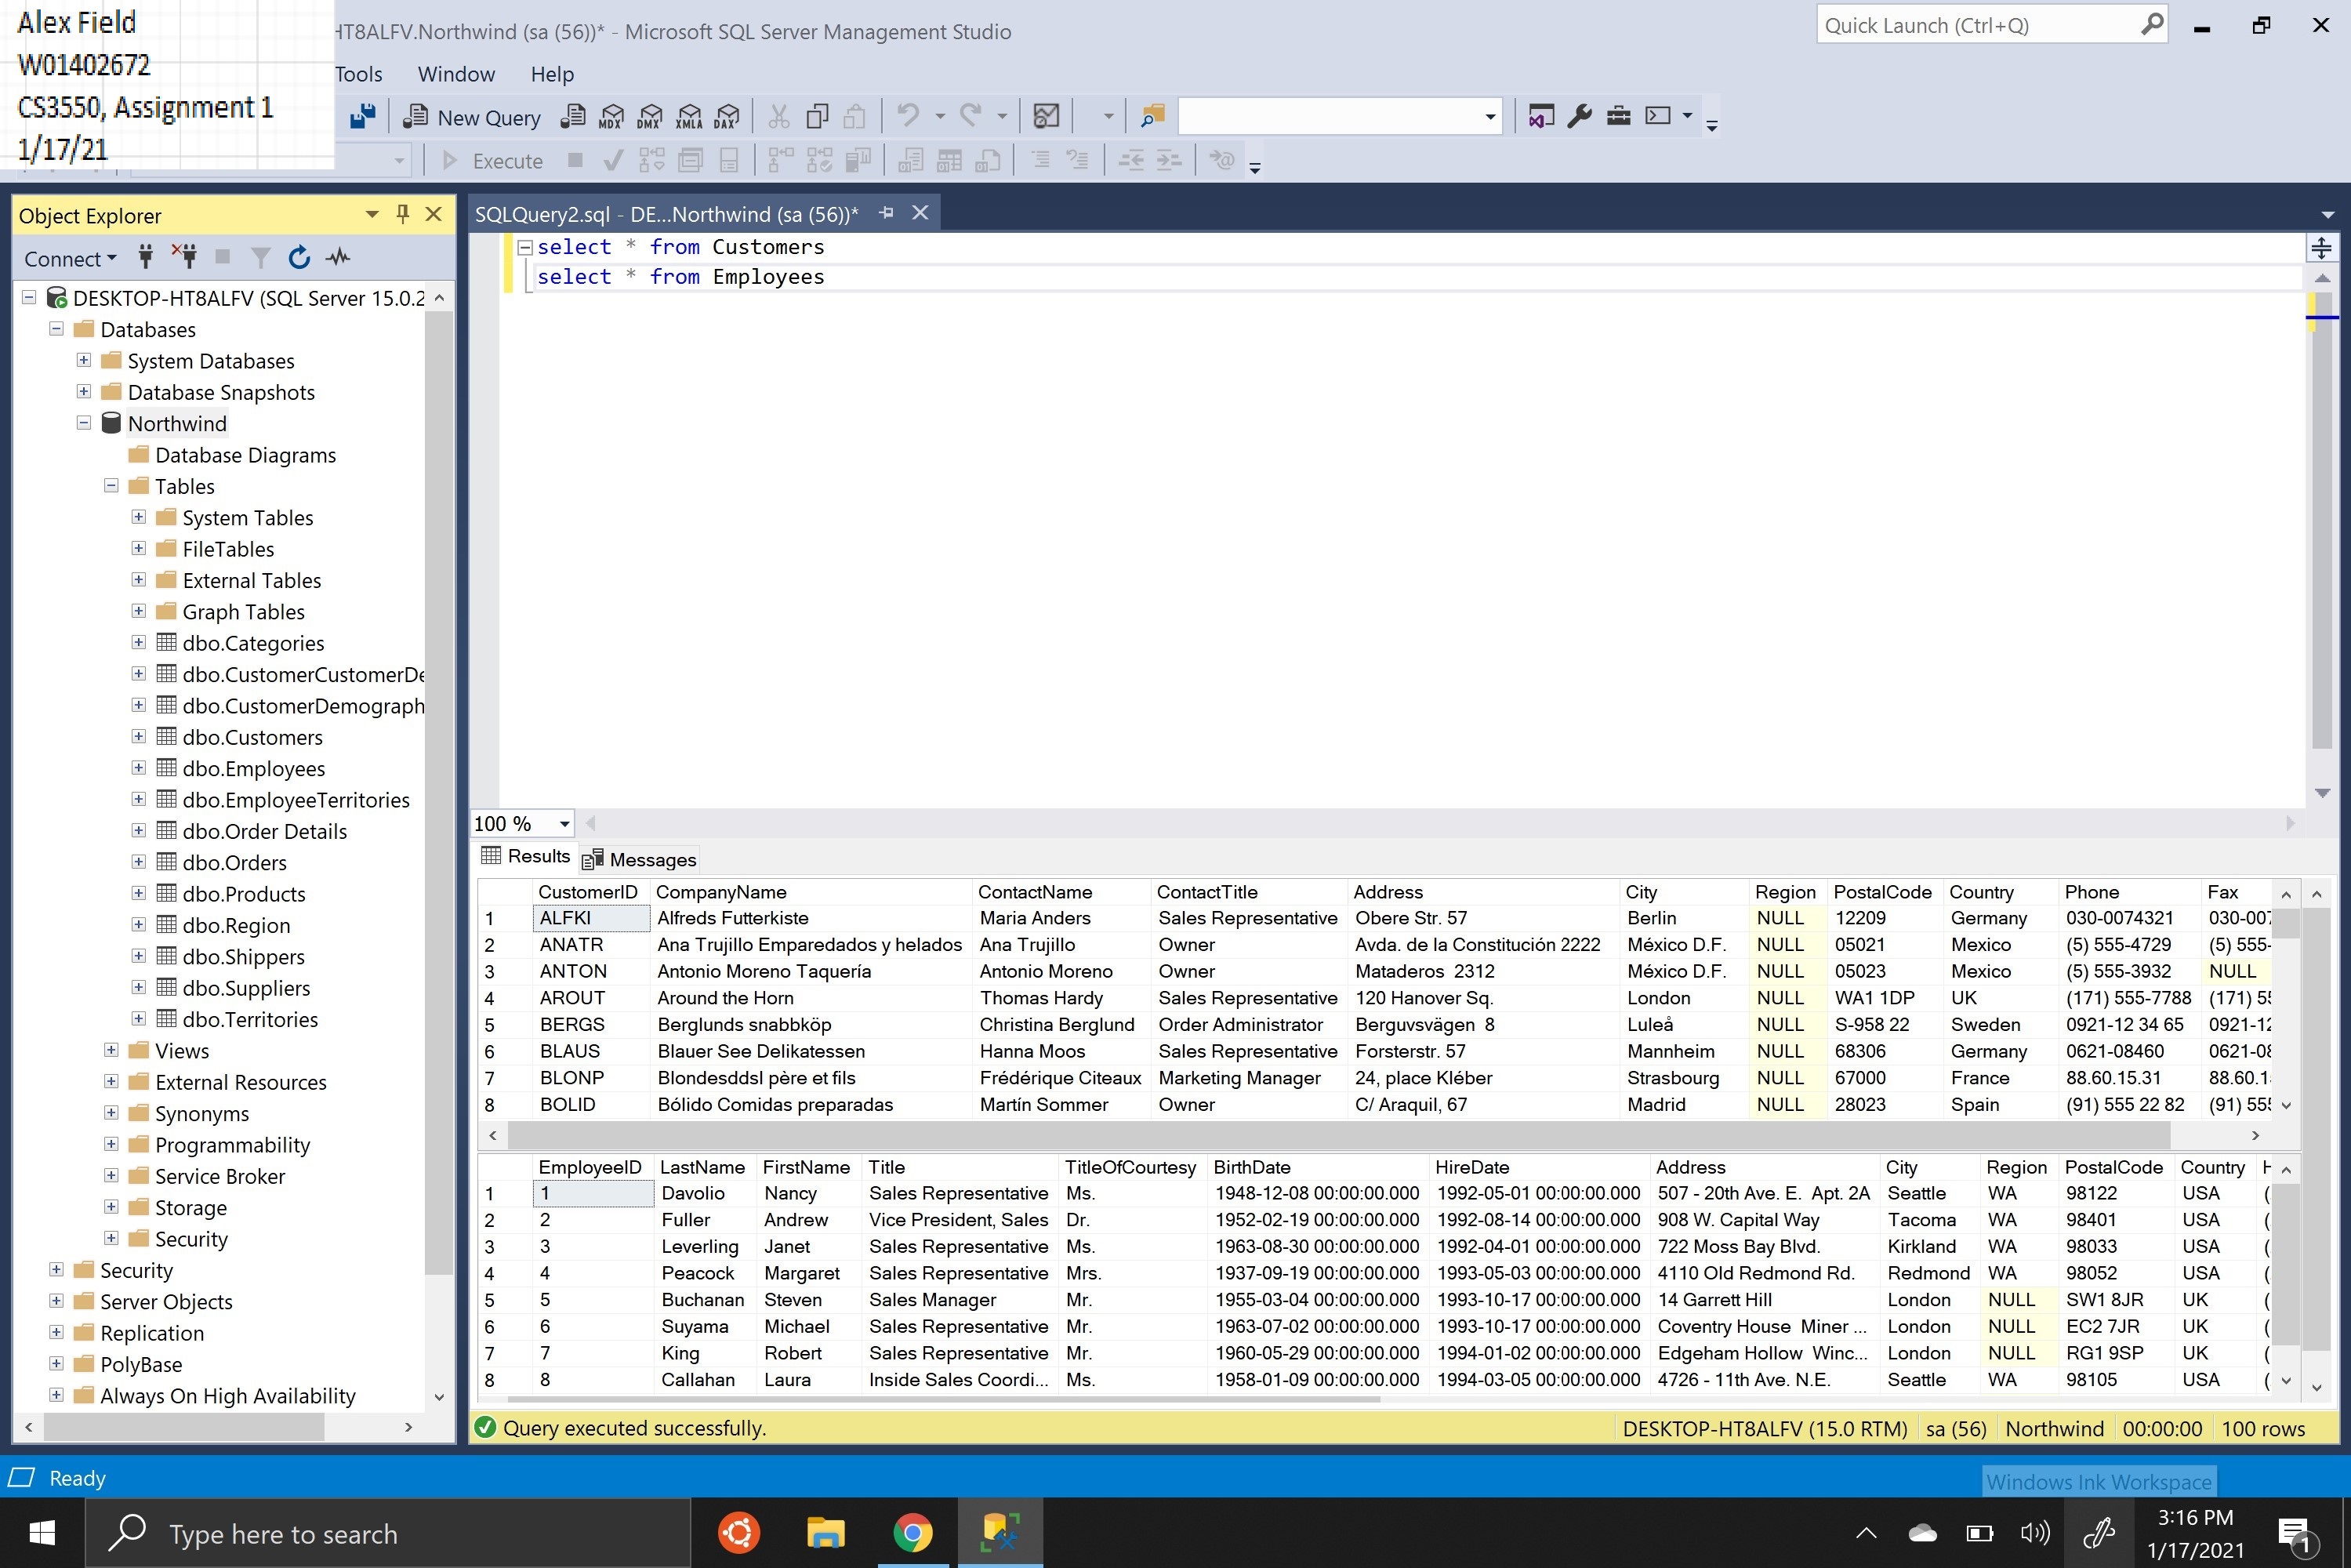 Alex Field
W01402672
CS3550, Assignment 1
1/17/21
HT8ALFV.Northwind (sa (56))* - Microsoft SQL Server Management Studio
Quick Launch (Ctrl+Q)
Tools Window Help
New Query MDX DMX XMLA DAX
Execute
Object Explorer
Connect
DESKTOP-HT8ALFV (SQL Server 15.0.2
Databases
System Databases
Database Snapshots
Northwind
Database Diagrams
Tables
System Tables
FileTables
External Tables
Graph Tables
dbo.Categories
dbo.CustomerCustomerDe
dbo.CustomerDemograph
dbo.Customers
dbo.Employees
dbo.EmployeeTerritories
dbo.Order Details
dbo.Orders
dbo.Products
dbo.Region
dbo.Shippers
dbo.Suppliers
dbo.Territories
Views
External Resources
Synonyms
Programmability
Service Broker
Storage
Security
Security
Server Objects
Replication
PolyBase
Always On High Availability
SQLQuery2.sql - DE...Northwind (sa (56))*
select * from Customers
select * from Employees
100 %
Results Messages
CustomerID CompanyName ContactName ContactTitle Address City Region PostalCode Country Phone Fax
1 ALFKI Alfreds Futterkiste Maria Anders Sales Representative Obere Str. 57 Berlin NULL 12209 Germany 030-0074321 030-007
2 ANATR Ana Trujillo Emparedados y helados Ana Trujillo Owner Avda. de la Constitución 2222 México D.F. NULL 05021 Mexico (5) 555-4729 (5) 555-
3 ANTON Antonio Moreno Taquería Antonio Moreno Owner Mataderos 2312 México D.F. NULL 05023 Mexico (5) 555-3932 NULL
4 AROUT Around the Horn Thomas Hardy Sales Representative 120 Hanover Sq. London NULL WA1 1DP UK (171) 555-7788 (171) 55
5 BERGS Berglunds snabbköp Christina Berglund Order Administrator Berguvsvägen 8 Luleå NULL S-958 22 Sweden 0921-12 34 65 0921-12
6 BLAUS Blauer See Delikatessen Hanna Moos Sales Representative Forsterstr. 57 Mannheim NULL 68306 Germany 0621-08460 0621-08
7 BLONP Blondesddsl père et fils Frédérique Citeaux Marketing Manager 24, place Kléber Strasbourg NULL 67000 France 88.60.15.31 88.60.1
8 BOLID Bólido Comidas preparadas Martín Sommer Owner C/ Araquil, 67 Madrid NULL 28023 Spain (91) 555 22 82 (91) 555
EmployeeID LastName FirstName Title TitleOfCourtesy BirthDate HireDate Address City Region PostalCode Country H
1 1 Davolio Nancy Sales Representative Ms. 1948-12-08 00:00:00.000 1992-05-01 00:00:00.000 507 - 20th Ave. E. Apt. 2A Seattle WA 98122 USA (
2 2 Fuller Andrew Vice President, Sales Dr. 1952-02-19 00:00:00.000 1992-08-14 00:00:00.000 908 W. Capital Way Tacoma WA 98401 USA (
3 3 Leverling Janet Sales Representative Ms. 1963-08-30 00:00:00.000 1992-04-01 00:00:00.000 722 Moss Bay Blvd. Kirkland WA 98033 USA (
4 4 Peacock Margaret Sales Representative Mrs. 1937-09-19 00:00:00.000 1993-05-03 00:00:00.000 4110 Old Redmond Rd. Redmond WA 98052 USA (
5 5 Buchanan Steven Sales Manager Mr. 1955-03-04 00:00:00.000 1993-10-17 00:00:00.000 14 Garrett Hill London NULL SW1 8JR UK (
6 6 Suyama Michael Sales Representative Mr. 1963-07-02 00:00:00.000 1993-10-17 00:00:00.000 Coventry House Miner ... London NULL EC2 7JR UK (
7 7 King Robert Sales Representative Mr. 1960-05-29 00:00:00.000 1994-01-02 00:00:00.000 Edgeham Hollow Winc... London NULL RG1 9SP UK (
8 8 Callahan Laura Inside Sales Coordi... Ms. 1958-01-09 00:00:00.000 1994-03-05 00:00:00.000 4726 - 11th Ave. N.E. Seattle WA 98105 USA (
Query executed successfully. DESKTOP-HT8ALFV (15.0 RTM) sa (56) Northwind 00:00:00 100 rows
Ready
Windows Ink Workspace
Type here to search
3:16 PM
1/17/2021
1